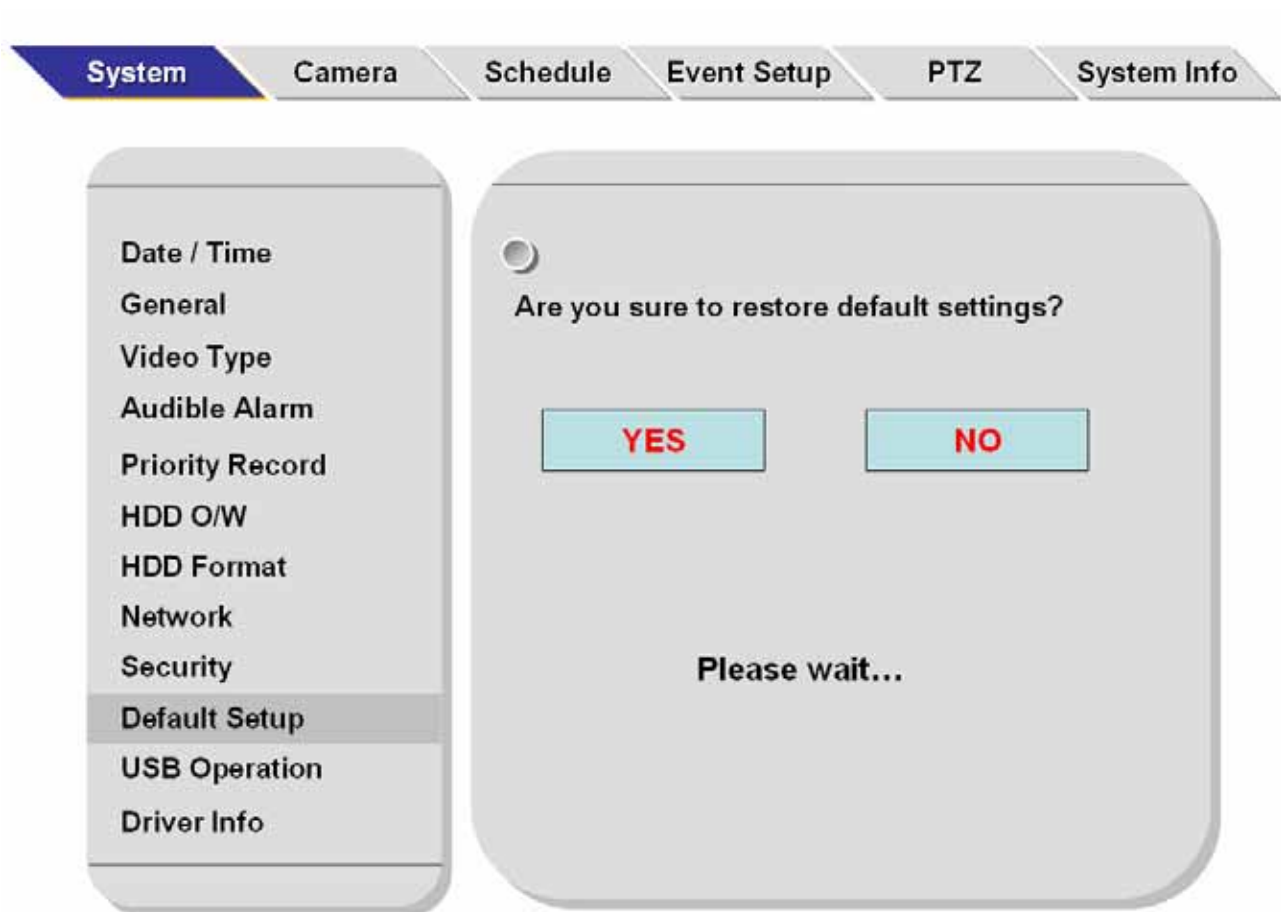 System Camera Schedule Event Setup PTZ System Info
Date / Time
General
Video Type
Audible Alarm
Priority Record
HDD O/W
HDD Format
Network
Security
Default Setup
USB Operation
Driver Info
Are you sure to restore default settings?
YES NO
Please wait...